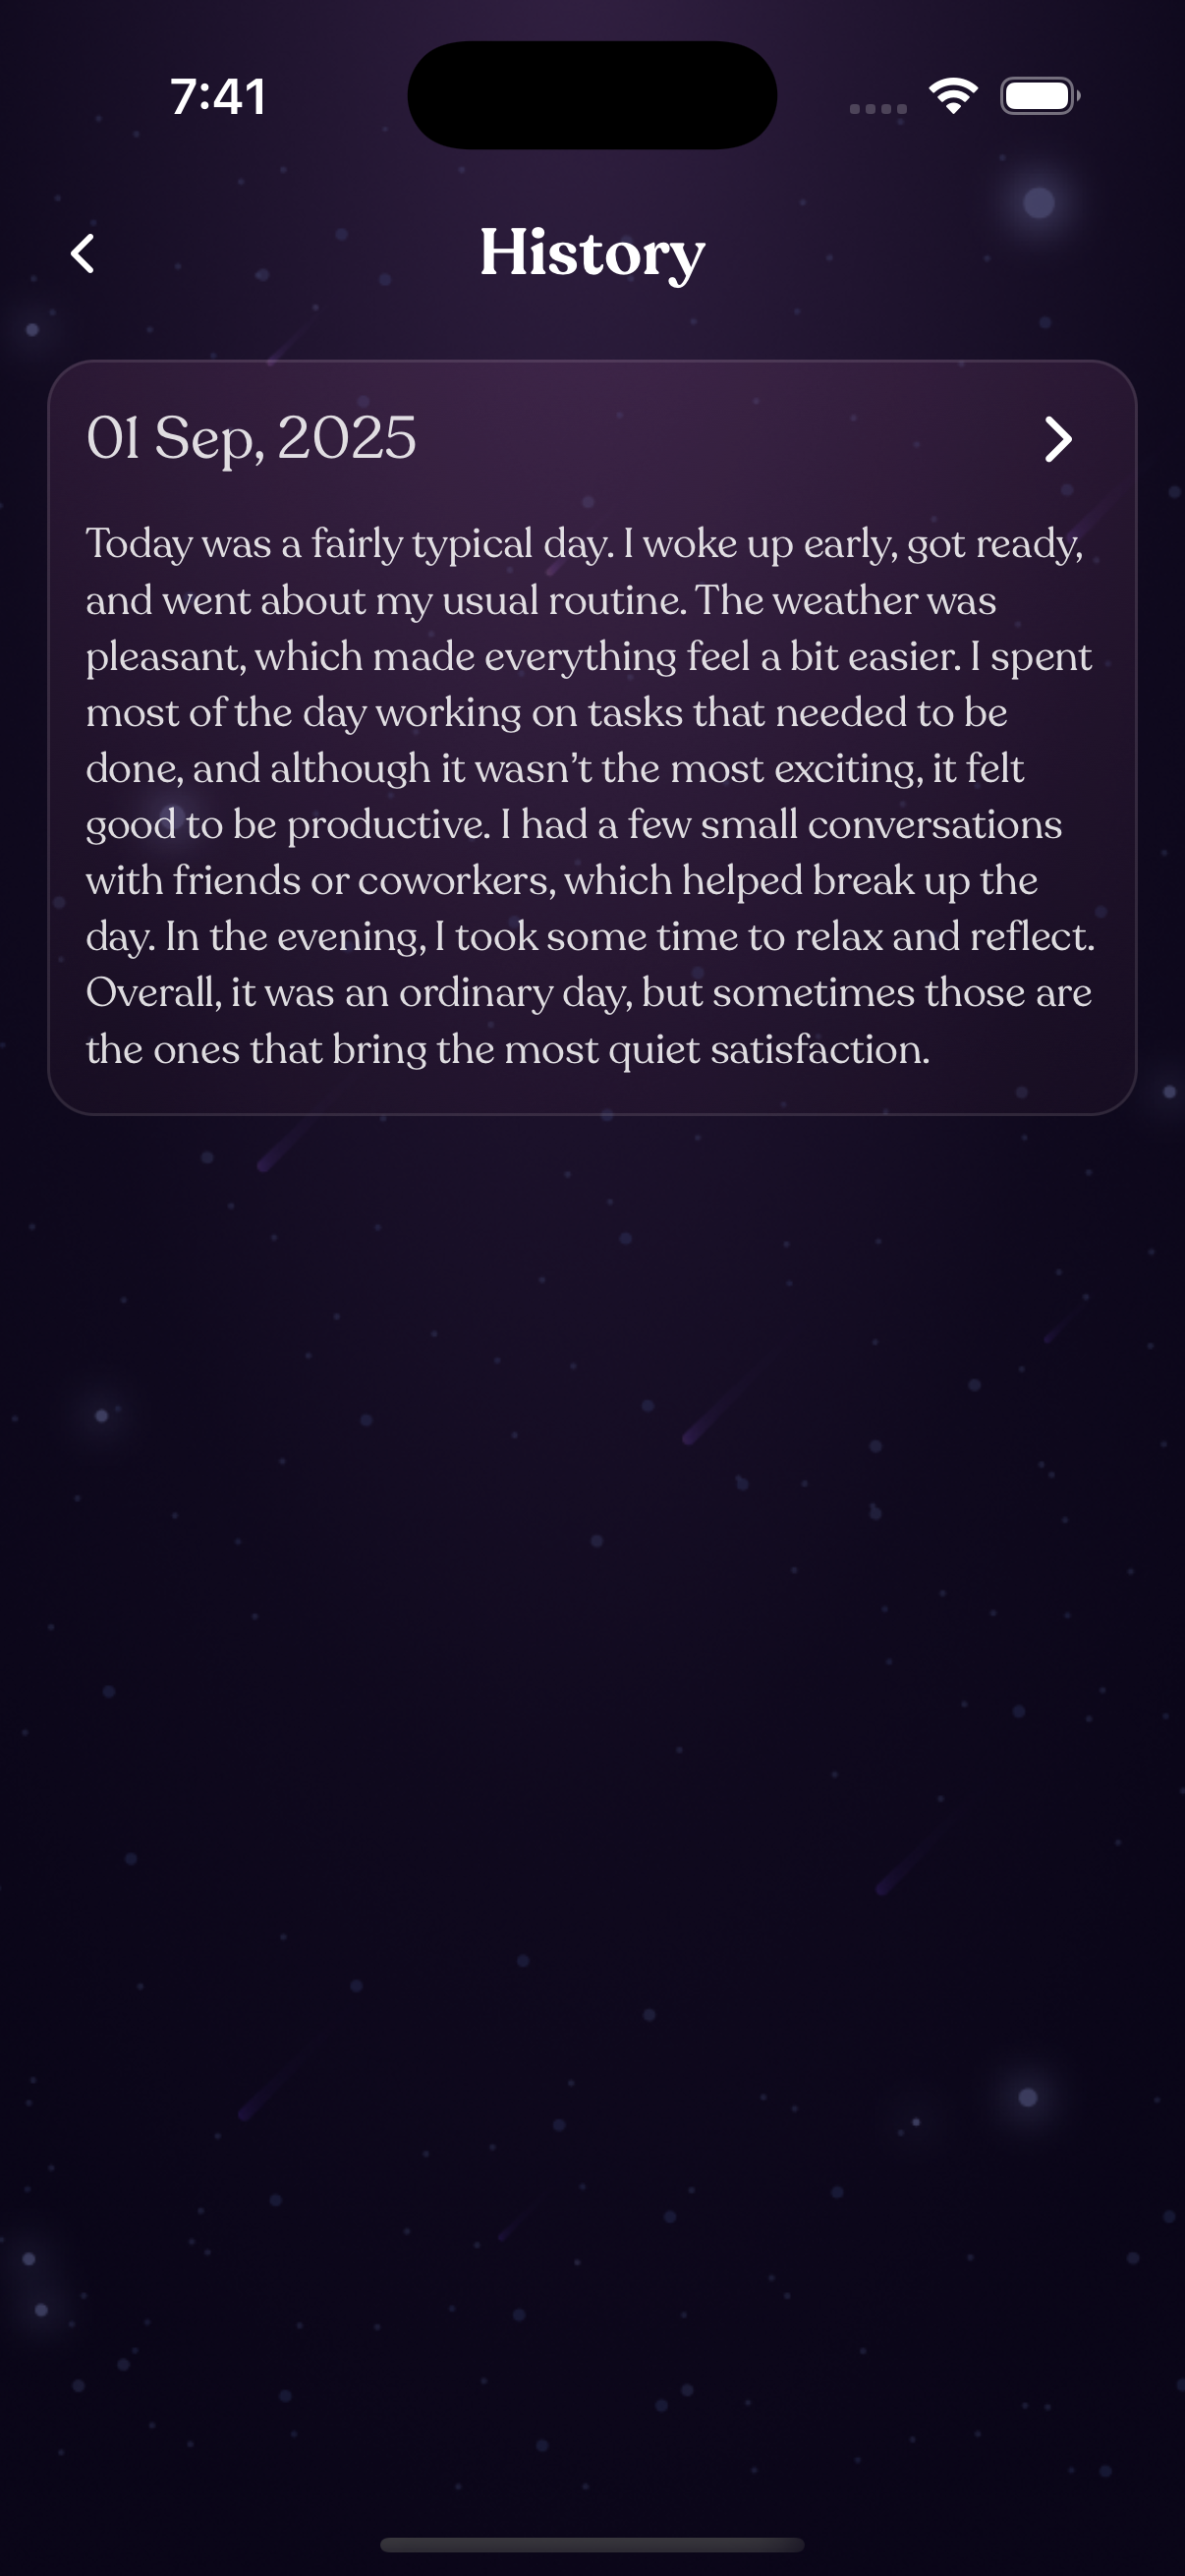 7:41
History
01 Sep, 2025
Today was a fairly typical day. I woke up early, got ready,
and went about my usual routine. The weather was
pleasant, which made everything feel a bit easier. I spent
most of the day working on tasks that needed to be
done, and although it wasn’t the most exciting, it felt
good to be productive. I had a few small conversations
with friends or coworkers, which helped break up the
day. In the evening, I took some time to relax and reflect.
Overall, it was an ordinary day, but sometimes those are
the ones that bring the most quiet satisfaction.